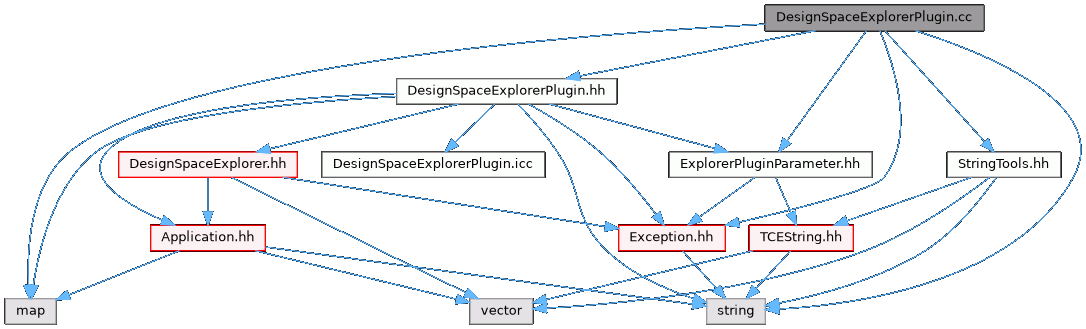 DesignSpaceExplorerPlugin.cc
DesignSpaceExplorerPlugin.hh
DesignSpaceExplorer.hh
DesignSpaceExplorerPlugin.icc
ExplorerPluginParameter.hh
StringTools.hh
Application.hh
Exception.hh
TCEString.hh
map
vector
string